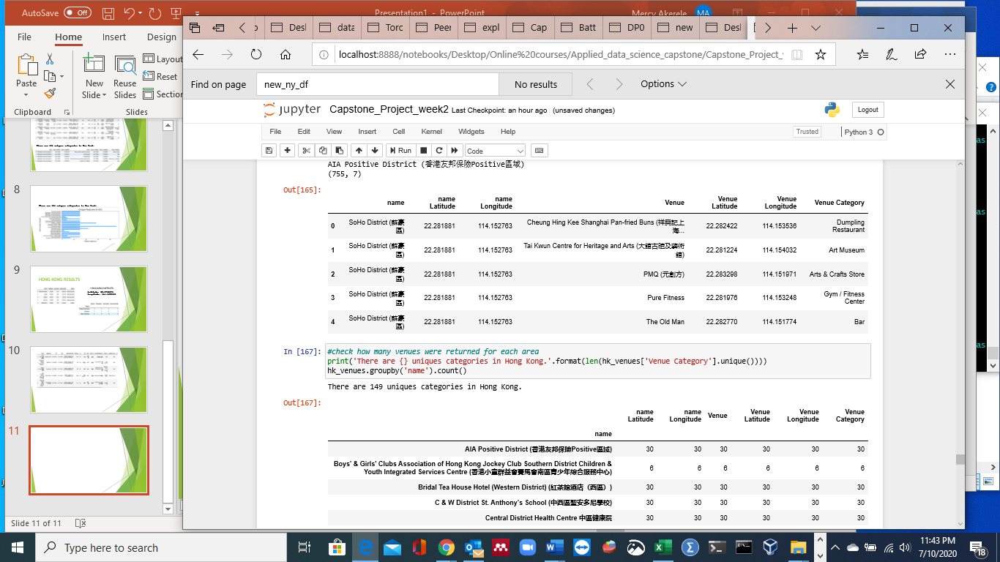 AutoSave Off Presentation1 - PowerPoint Mercy Akerele MA
File Home Insert Design
Paste New Slide Reuse Slides Layout Reset Section
Clipboard Slides
8
9
HONG KONG RESULTS
10
11
Slide 11 of 11
Desl data Torc Peer expl Cap Batt DP0 new Desl
localhost:8888/notebooks/Desktop/Online%20courses/Applied_data_science_capstone/Capstone_Project_
Find on page new_ny_df No results Options
jupyter Capstone_Project_week2 Last Checkpoint: an hour ago (unsaved changes) Logout
File Edit View Insert Cell Kernel Widgets Help Trusted Python 3
Run Code
AIA Positive District (香港友邦保險Positive區域)
(755, 7)
Out[165]:
name name Latitude name Longitude Venue Venue Latitude Venue Longitude Venue Category
0 SoHo District (蘇豪區) 22.281881 114.152763 Cheung Hing Kee Shanghai Pan-fried Buns (祥興記上海... 22.282422 114.153536 Dumpling Restaurant
1 SoHo District (蘇豪區) 22.281881 114.152763 Tai Kwun Centre for Heritage and Arts (大館古蹟及藝術館) 22.281224 114.154032 Art Museum
2 SoHo District (蘇豪區) 22.281881 114.152763 PMQ (元創方) 22.283298 114.151971 Arts & Crafts Store
3 SoHo District (蘇豪區) 22.281881 114.152763 Pure Fitness 22.281976 114.153248 Gym / Fitness Center
4 SoHo District (蘇豪區) 22.281881 114.152763 The Old Man 22.282770 114.151774 Bar
In [167]: #check how many venues were returned for each area
print('There are {} uniques categories in Hong Kong.'.format(len(hk_venues['Venue Category'].unique())))
hk_venues.groupby('name').count()
There are 149 uniques categories in Hong Kong.
Out[167]:
name Latitude name Longitude Venue Venue Latitude Venue Longitude Venue Category
name
AIA Positive District (香港友邦保險Positive區域) 30 30 30 30 30 30
Boys' & Girls' Clubs Association of Hong Kong Jockey Club Southern District Children &
Youth Integrated Services Centre (香港小童群益會賽馬會南區青少年綜合服務中心) 6 6 6 6 6 6
Bridal Tea House Hotel (Western District) (紅茶館酒店（西區）) 30 30 30 30 30 30
C & W District St. Anthony's School (中西區聖安多尼學校) 30 30 30 30 30 30
Central District Health Centre 中區健康院 30 30 30 30 30 30
as
as
as
Type here to search
11:43 PM
7/10/2020
18